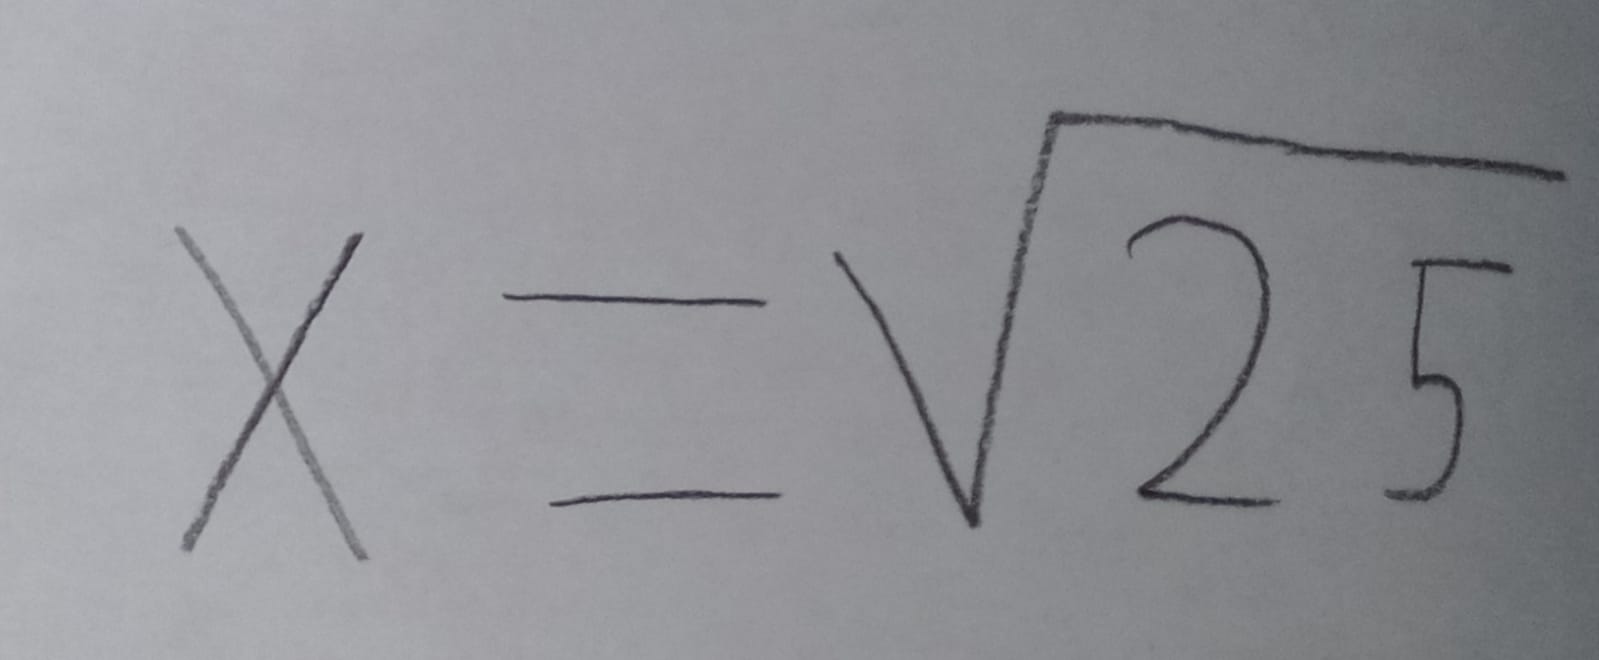 X = √25